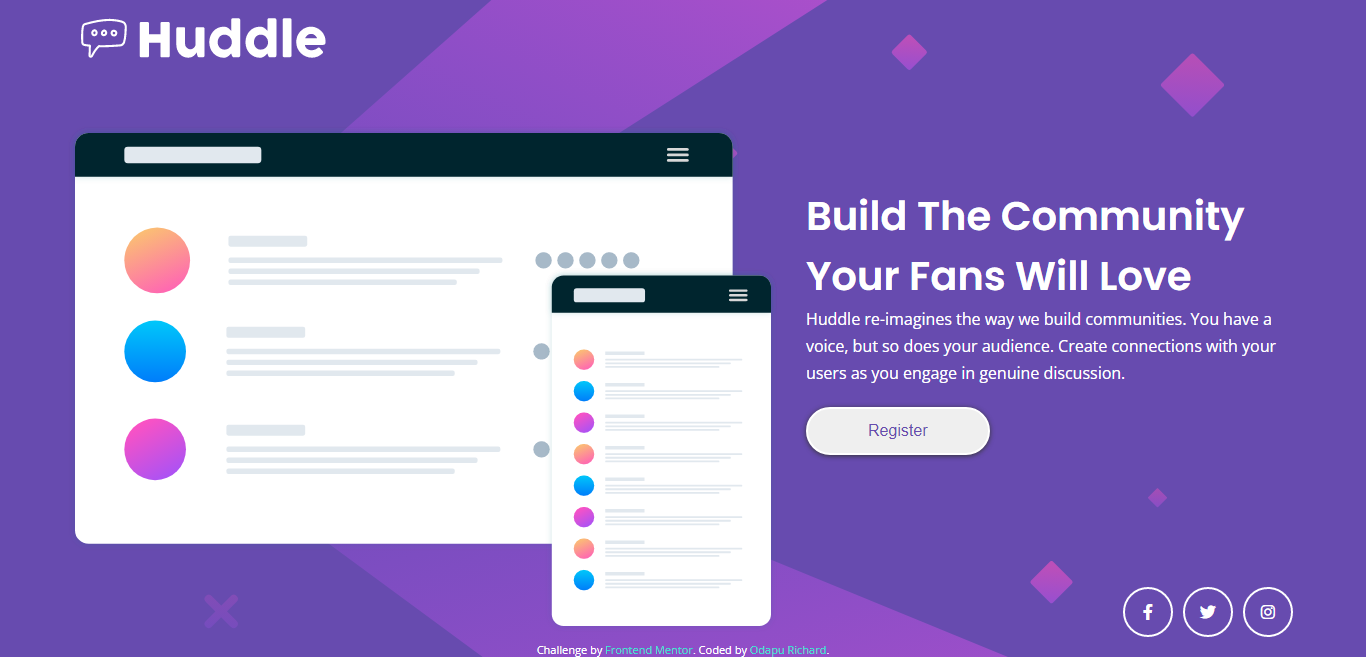 Huddle
Build The Community
Your Fans Will Love
Huddle re-imagines the way we build communities. You have a
voice, but so does your audience. Create connections with your
users as you engage in genuine discussion.
Register
Challenge by Frontend Mentor. Coded by Odapu Richard.